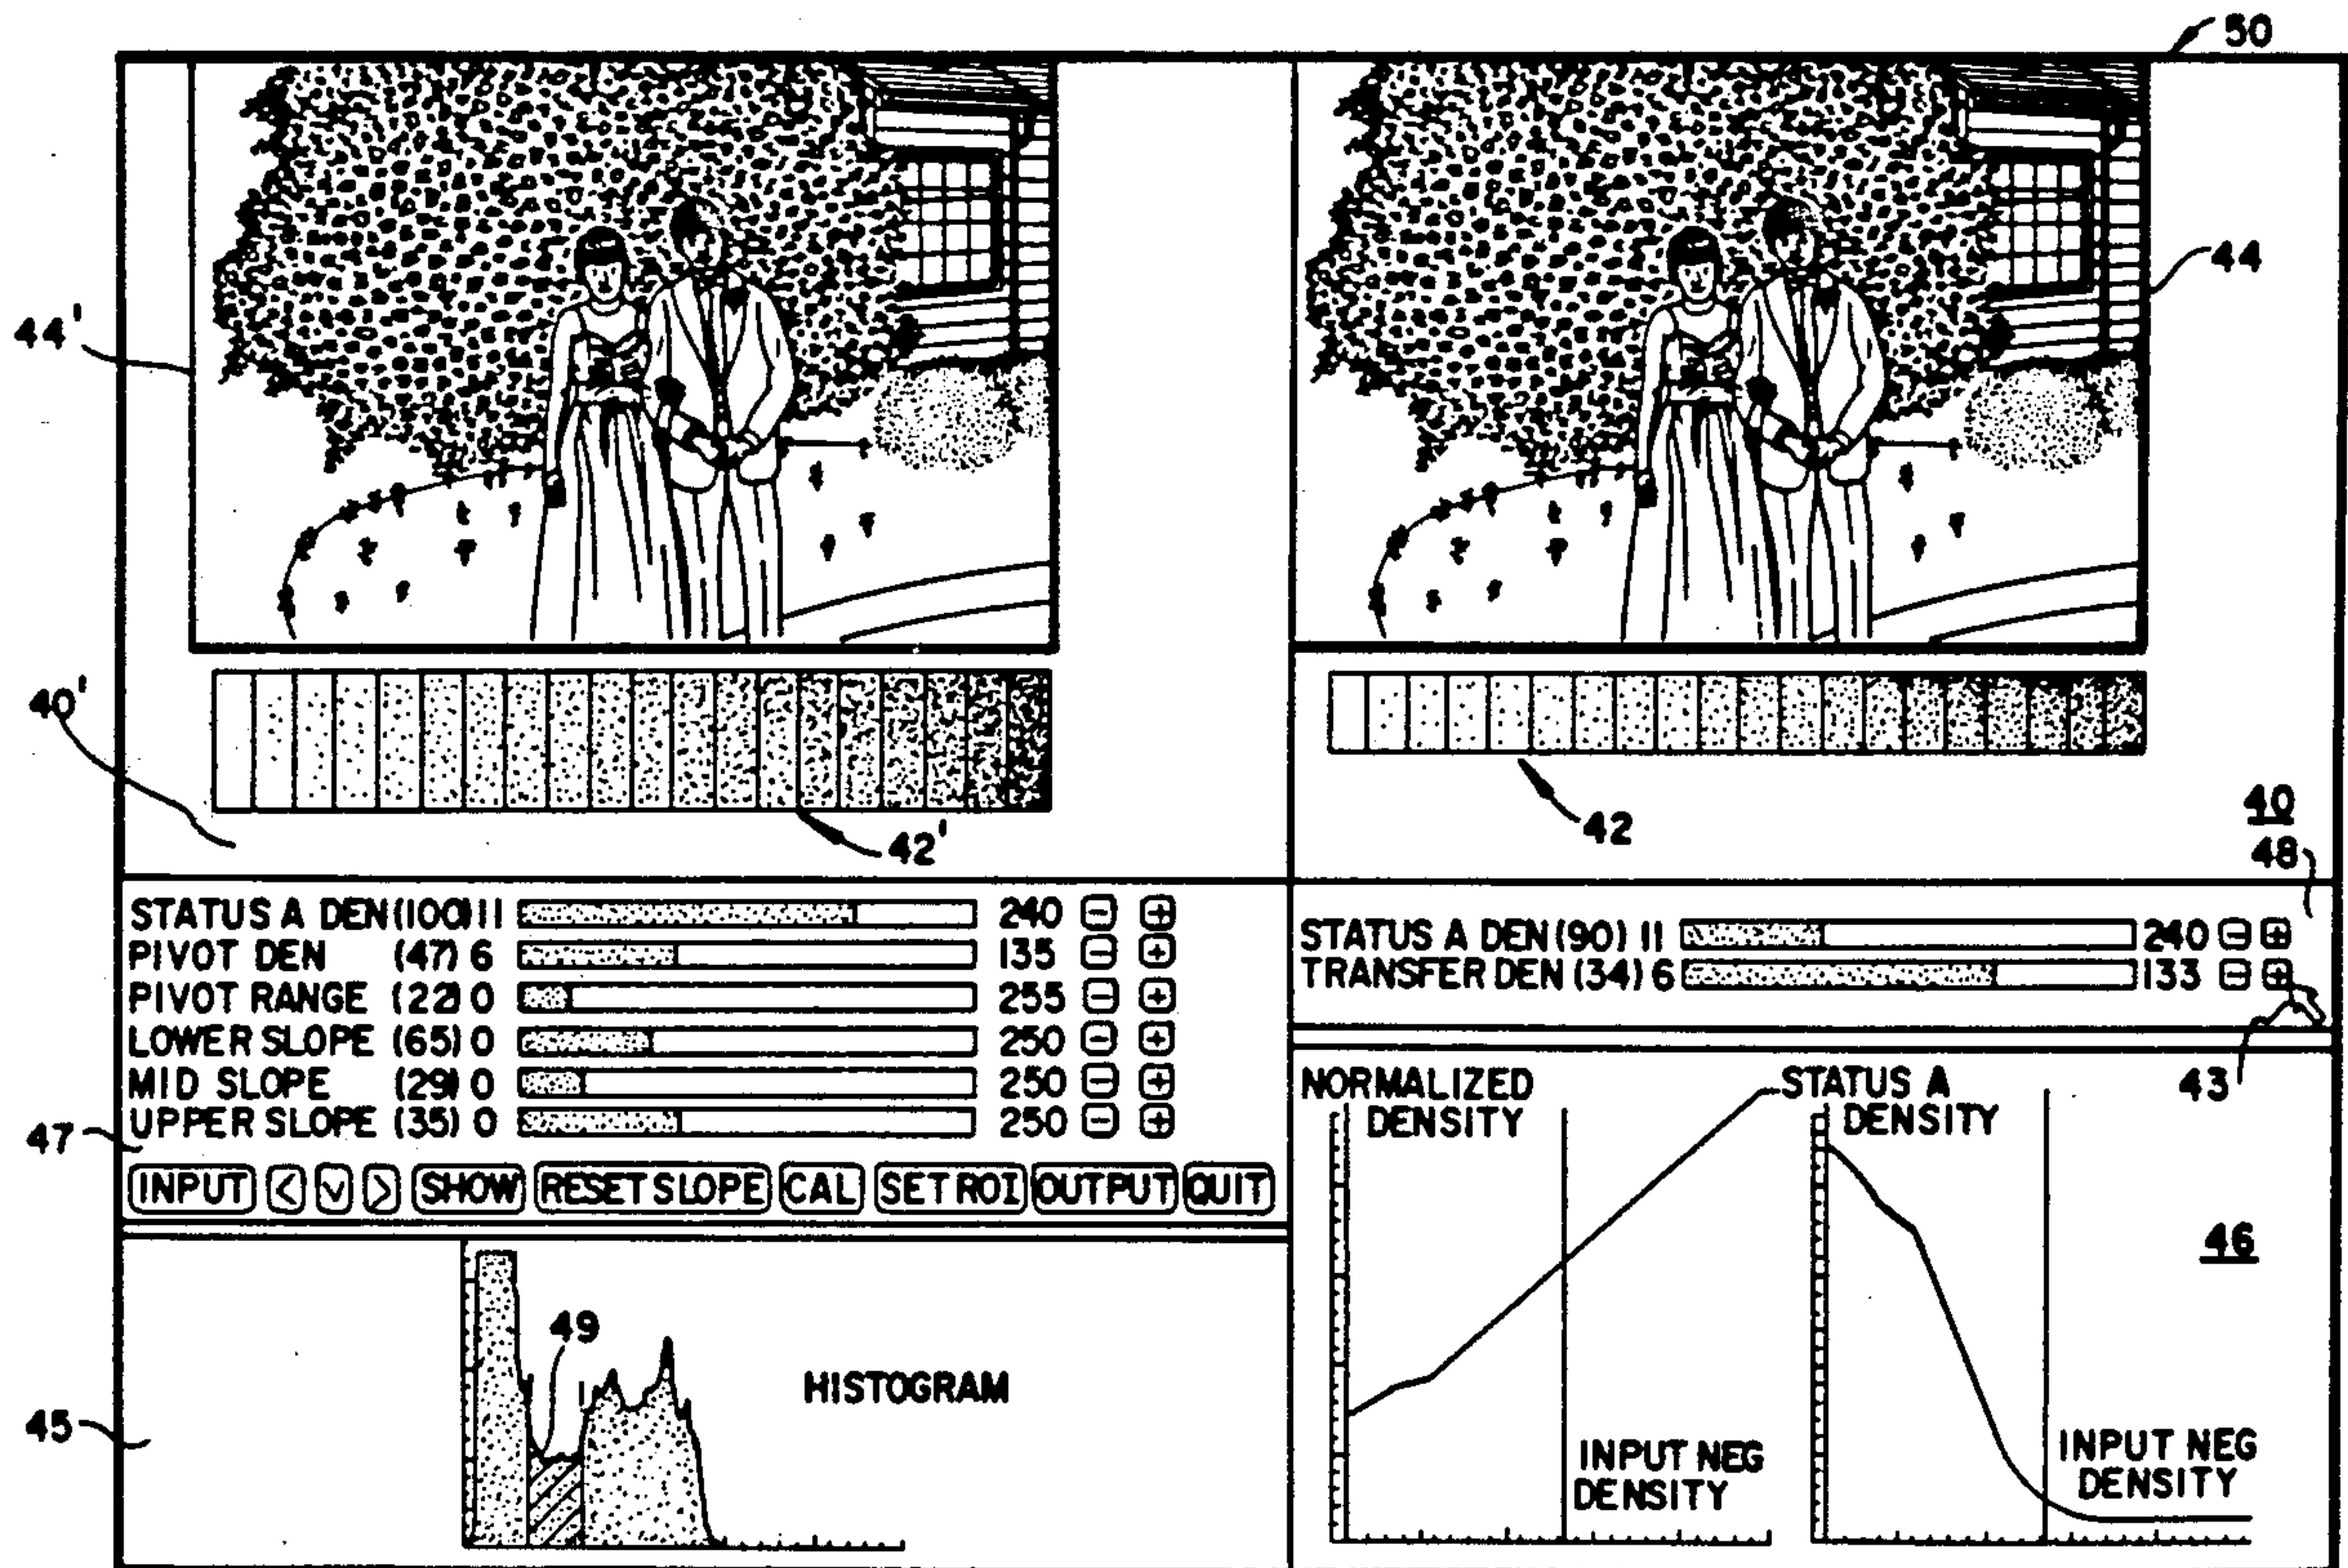 50
44'
44
40'
42'
42
40
48
STATUS A DEN (100) 11 240 - +
PIVOT DEN (47) 6 135 - +
PIVOT RANGE (22) 0 255 - +
LOWER SLOPE (65) 0 250 - +
MID SLOPE (29) 0 250 - +
UPPER SLOPE (35) 0 250 - +
47
INPUT < V > SHOW RESET SLOPE CAL SET ROI OUTPUT QUIT
STATUS A DEN (90) 11 240 - +
TRANSFER DEN (34) 6 133 - +
43
NORMALIZED
DENSITY
STATUS A
DENSITY
46
INPUT NEG
DENSITY
INPUT NEG
DENSITY
49
HISTOGRAM
45